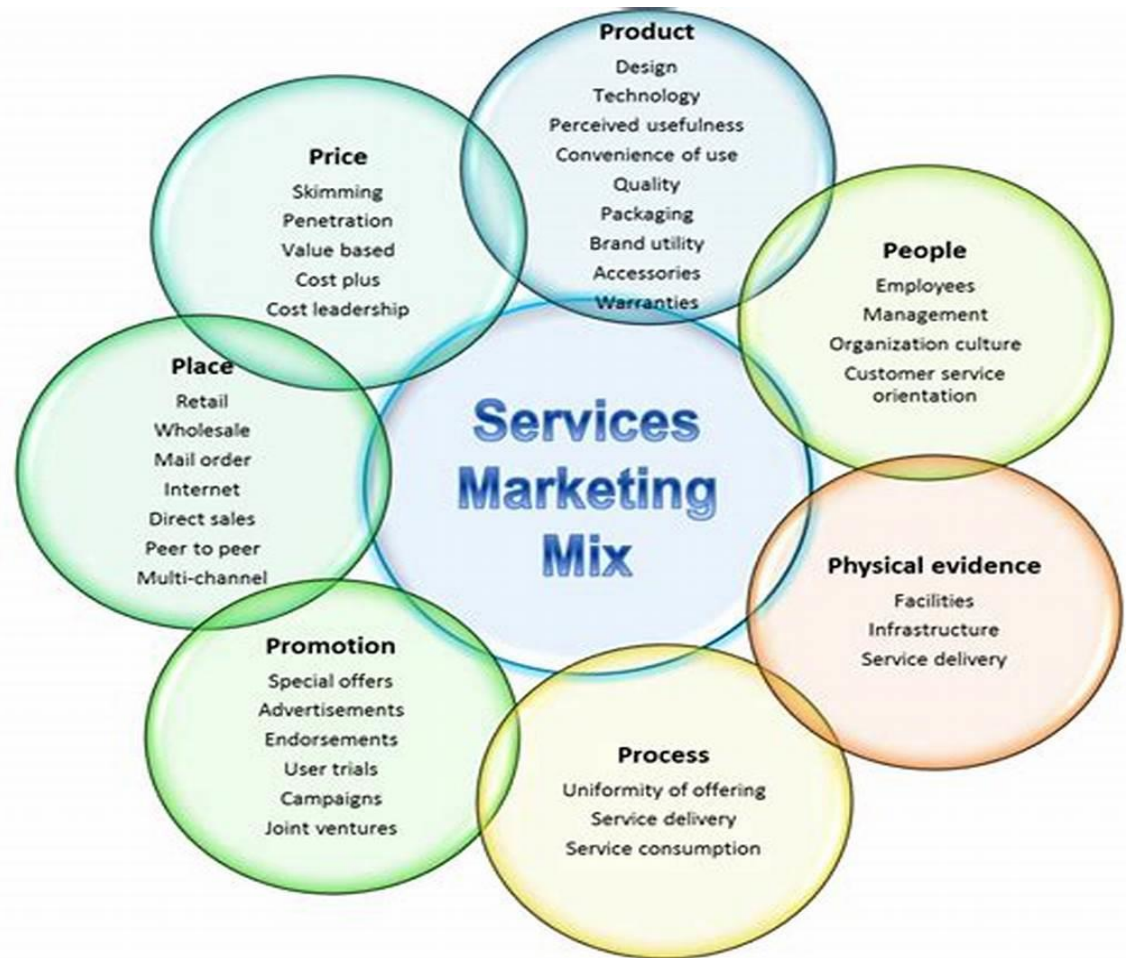 Product
Design
Technology
Perceived usefulness
Convenience of use
Quality
Packaging
Brand utility
Accessories
Warranties
Price
Skimming
Penetration
Value based
Cost plus
Cost leadership
People
Employees
Management
Organization culture
Customer service
orientation
Place
Retail
Wholesale
Mail order
Internet
Direct sales
Peer to peer
Multi-channel
Services
Marketing
Mix
Physical evidence
Facilities
Infrastructure
Service delivery
Promotion
Special offers
Advertisements
Endorsements
User trials
Campaigns
Joint ventures
Process
Uniformity of offering
Service delivery
Service consumption